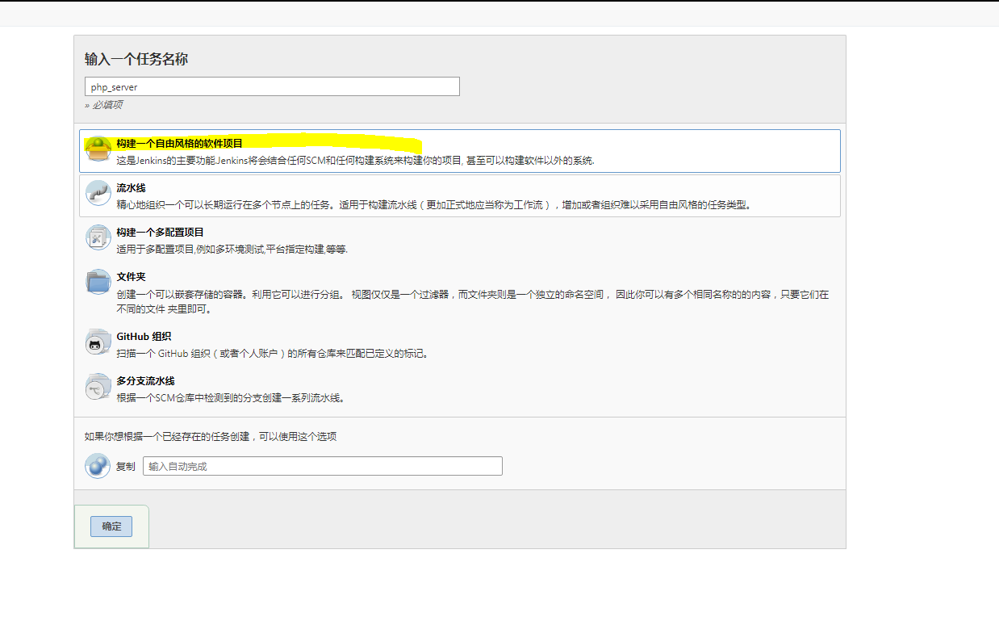 输入一个任务名称
php_server
» 必填项
构建一个自由风格的软件项目
这是Jenkins的主要功能.Jenkins将会结合任何SCM和任何构建系统来构建你的项目, 甚至可以构建软件以外的系统.
流水线
精心地组织一个可以长期运行在多个节点上的任务。适用于构建流水线（更加正式地应当称为工作流），增加或者组织难以采用自由风格的任务类型。
构建一个多配置项目
适用于多配置项目,例如多环境测试,平台指定构建,等等.
文件夹
创建一个可以嵌套存储的容器。利用它可以进行分组。 视图仅仅是一个过滤器，而文件夹则是一个独立的命名空间， 因此你可以有多个相同名称的的内容，只要它们在
不同的文件 夹里即可。
GitHub 组织
扫描一个 GitHub 组织（或者个人账户）的所有仓库来匹配已定义的标记。
多分支流水线
根据一个SCM仓库中检测到的分支创建一系列流水线。
如果你想根据一个已经存在的任务创建，可以使用这个选项
复制 输入自动完成
确定